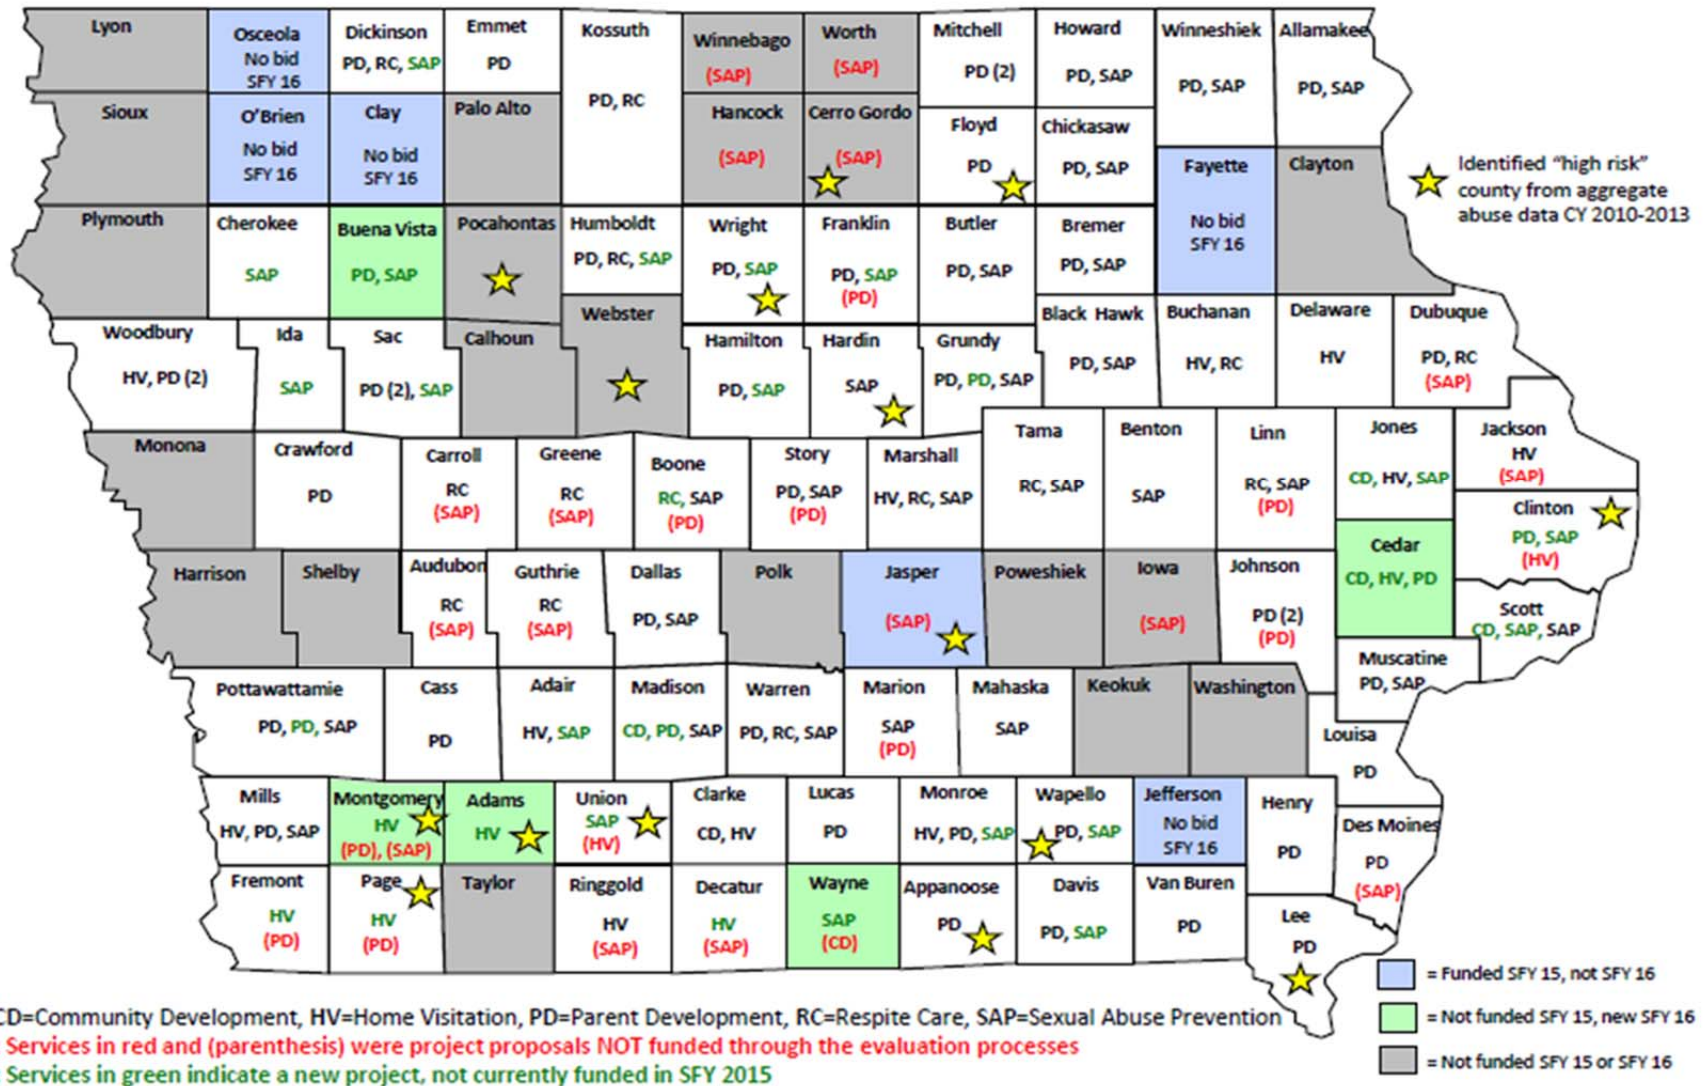 Lyon
Osceola
No bid
SFY 16
Dickinson
PD, RC, SAP
Emmet
PD
Kossuth
PD, RC
Winnebago
(SAP)
Worth
(SAP)
Mitchell
PD (2)
Howard
PD, SAP
Winneshiek
PD, SAP
Allamakee
PD, SAP
Sioux
O'Brien
No bid
SFY 16
Clay
No bid
SFY 16
Palo Alto
Hancock
(SAP)
Cerro Gordo
(SAP)
Floyd
PD
Chickasaw
PD, SAP
Fayette
No bid
SFY 16
Clayton
Identified “high risk”
county from aggregate
abuse data CY 2010-2013
Plymouth
Cherokee
SAP
Buena Vista
PD, SAP
Pocahontas
Humboldt
PD, RC, SAP
Wright
PD, SAP
Franklin
PD, SAP
(PD)
Butler
PD, SAP
Bremer
PD, SAP
Woodbury
HV, PD (2)
Ida
SAP
Sac
PD (2), SAP
Calhoun
Webster
Hamilton
PD, SAP
Hardin
SAP
Grundy
PD, PD, SAP
Black Hawk
PD, SAP
Buchanan
HV, RC
Delaware
HV
Dubuque
PD, RC
(SAP)
Monona
Crawford
PD
Carroll
RC
(SAP)
Greene
RC
(SAP)
Boone
RC, SAP
(PD)
Story
PD, SAP
(PD)
Marshall
HV, RC, SAP
Tama
RC, SAP
Benton
SAP
Linn
RC, SAP
(PD)
Jones
CD, HV, SAP
Jackson
HV
(SAP)
Clinton
PD, SAP
(HV)
Harrison
Shelby
Audubon
RC
(SAP)
Guthrie
RC
(SAP)
Dallas
PD, SAP
Polk
Jasper
(SAP)
Poweshiek
Iowa
(SAP)
Johnson
PD (2)
(PD)
Cedar
CD, HV, PD
Scott
CD, SAP, SAP
Muscatine
PD, SAP
Pottawattamie
PD, PD, SAP
Cass
PD
Adair
HV, SAP
Madison
CD, PD, SAP
Warren
PD, RC, SAP
Marion
SAP
(PD)
Mahaska
SAP
Keokuk
Washington
Louisa
PD
Mills
HV, PD, SAP
Montgomery
HV
(PD), (SAP)
Adams
HV
Union
SAP
(HV)
Clarke
CD, HV
Lucas
PD
Monroe
HV, PD, SAP
Wapello
PD, SAP
Jefferson
No bid
SFY 16
Henry
PD
Des Moines
PD
(SAP)
Fremont
HV
(PD)
Page
HV
(PD)
Taylor
Ringgold
HV
(SAP)
Decatur
HV
(SAP)
Wayne
SAP
(CD)
Appanoose
PD
Davis
PD, SAP
Van Buren
PD
Lee
PD
= Funded SFY 15, not SFY 16
= Not funded SFY 15, new SFY 16
= Not funded SFY 15 or SFY 16
CD=Community Development, HV=Home Visitation, PD=Parent Development, RC=Respite Care, SAP=Sexual Abuse Prevention
Services in red and (parenthesis) were project proposals NOT funded through the evaluation processes
Services in green indicate a new project, not currently funded in SFY 2015